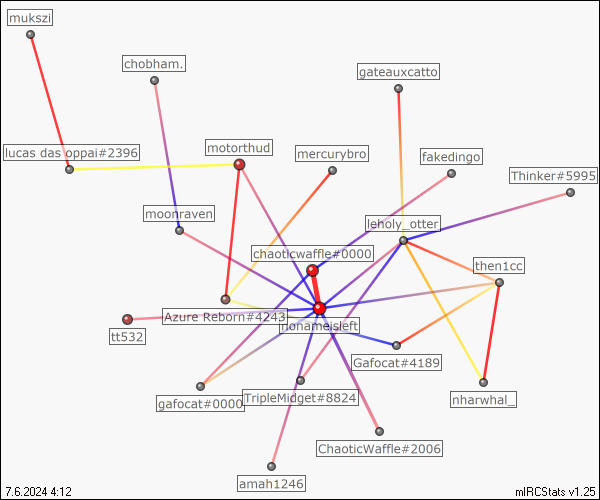 mukszi
chobham.
gateauxcatto
lucas das oppai#2396
motorthud
mercurybro
fakedingo
Thinker#5995
moonraven
leholy_otter
chaoticwaffle#0000
then1cc
Azure Reborn#4243
nonameisleft
tt532
Gafocat#4189
gafocat#0000
TripleMidget#8824
nharwhal_
ChaoticWaffle#2006
amah1246
7.6.2024 4:12
mIRCStats v1.25